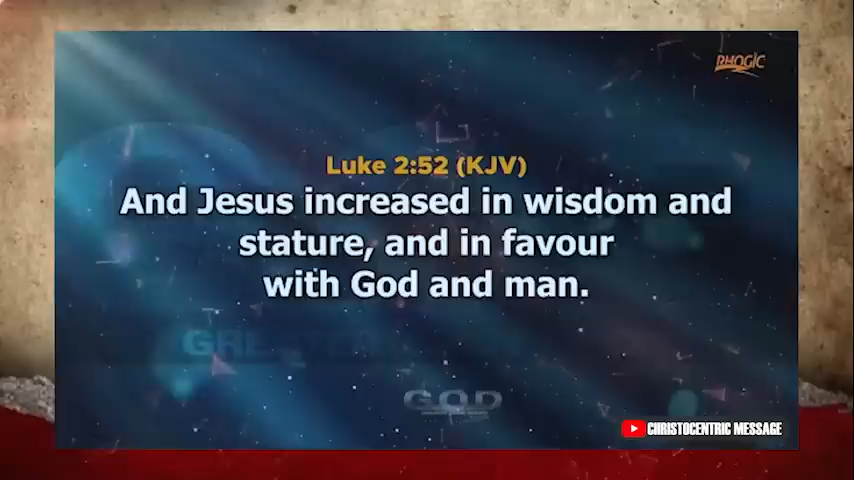 RHOGIC
Luke 2:52 (KJV)
And Jesus increased in wisdom and
stature, and in favour
with God and man.
GOD
CHRISTOCENTRIC MESSAGE